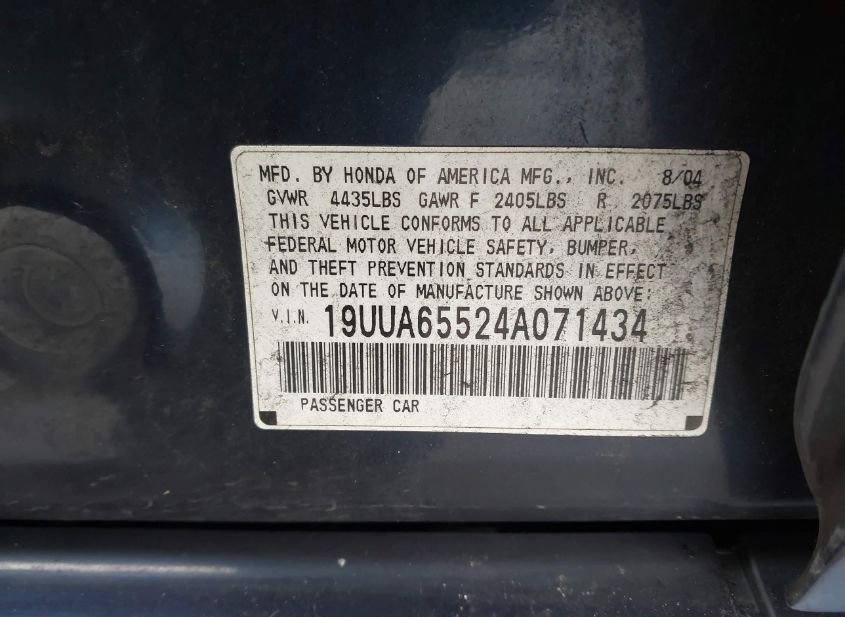 MFD. BY HONDA OF AMERICA MFG., INC. 8/04
GVWR 4435LBS GAWR F 2405LBS R 2075LBS
THIS VEHICLE CONFORMS TO ALL APPLICABLE
FEDERAL MOTOR VEHICLE SAFETY, BUMPER,
AND THEFT PREVENTION STANDARDS IN EFFECT
ON THE DATE OF MANUFACTURE SHOWN ABOVE:
V.I.N. 19UUA65524A071434
PASSENGER CAR